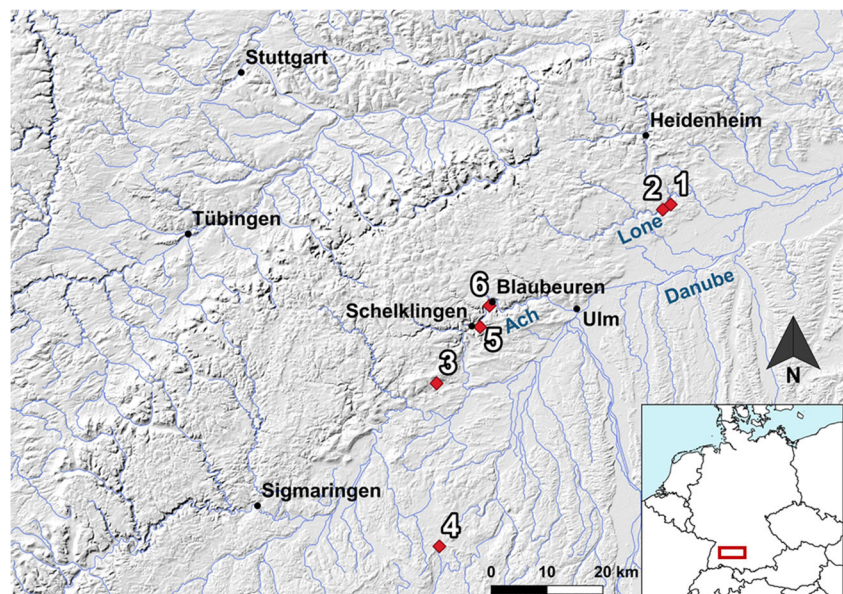 Stuttgart
Heidenheim
2 1
Tübingen
Lone
6 Blaubeuren
Danube
Schelklingen
Ach
Ulm
5
3
N
Sigmaringen
4
0 10 20 km